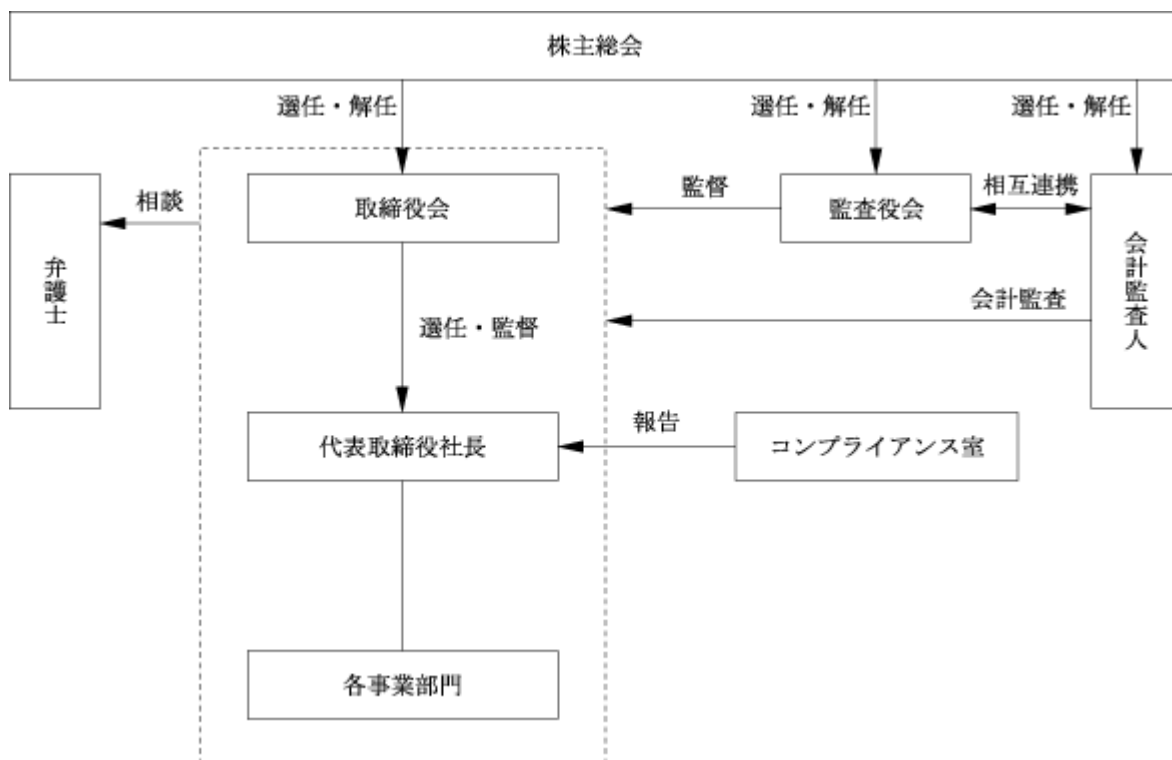 株主総会
選任・解任
選任・解任
選任・解任
相談
取締役会
監督
監査役会
相互連携
弁護士
会計監査人
会計監査
選任・監督
代表取締役社長
報告
コンプライアンス室
各事業部門